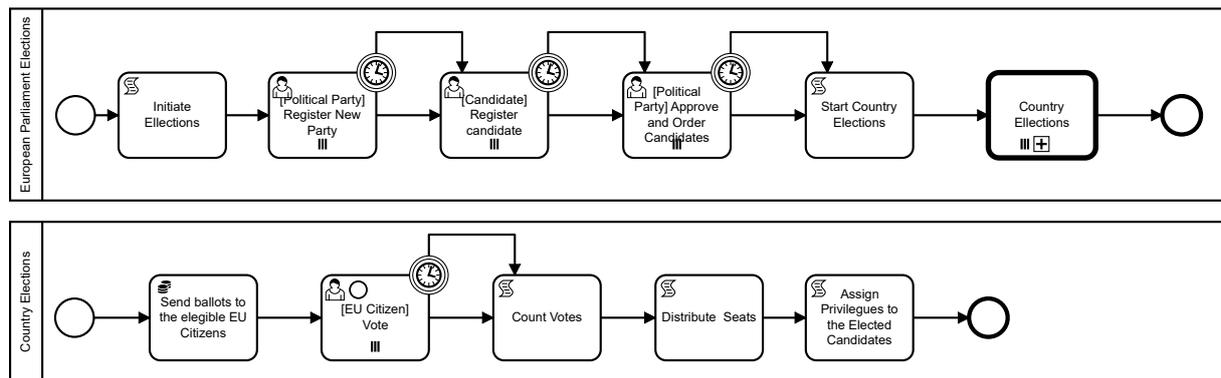 European Parliament Elections
Initiate
Ellections
[Political Party]
Register New
Party
[Candidate]
Register
candidate
[Political
Party] Approve
and Order
Candidates
Start Country
Elections
Country
Ellections
Country Elections
Send ballots to
the elegible EU
Citizens
[EU Citizen]
Vote
Count Votes
Distribute Seats
Assign
Privilegues to
the Elected
Candidates